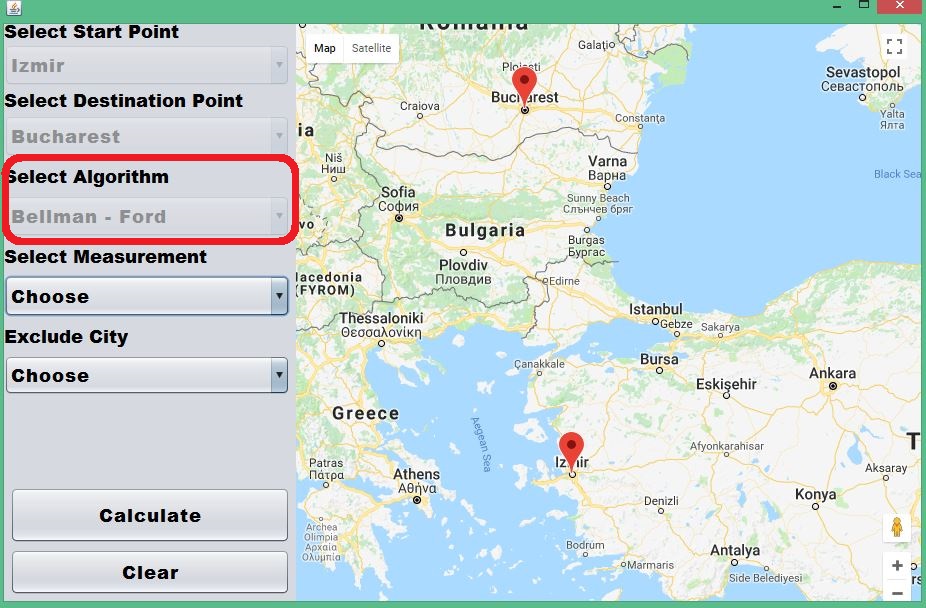 Select Start Point
Izmir
Select Destination Point
Bucharest
Select Algorithm
Bellman - Ford
Select Measurement
Choose
Exclude City
Choose
Calculate
Clear
Map
Satellite
Romania
Galați
Ploiești
Bucharest
Craiova
Constanța
Sevastopol
Севастополь
Yalta
Ялта
Niš
Ниш
Varna
Варна
Black Sea
Sofia
София
Sunny Beach
Слънчев бряг
Bulgaria
Burgas
Бургас
Plovdiv
Пловдив
Macedonia
(FYROM)
Edirne
Thessaloniki
Θεσσαλονίκη
Istanbul
Gebze
Sakarya
Çanakkale
Bursa
Eskişehir
Ankara
Greece
Aegean Sea
Izmir
Afyonkarahisar
Aksaray
Patras
Πάτρα
Athens
Αθήνα
Denizli
Konya
Archea
Olimpia
Αρχαία
Ολυμπία
Bodrum
Marmaris
Antalya
Side Belediyesi